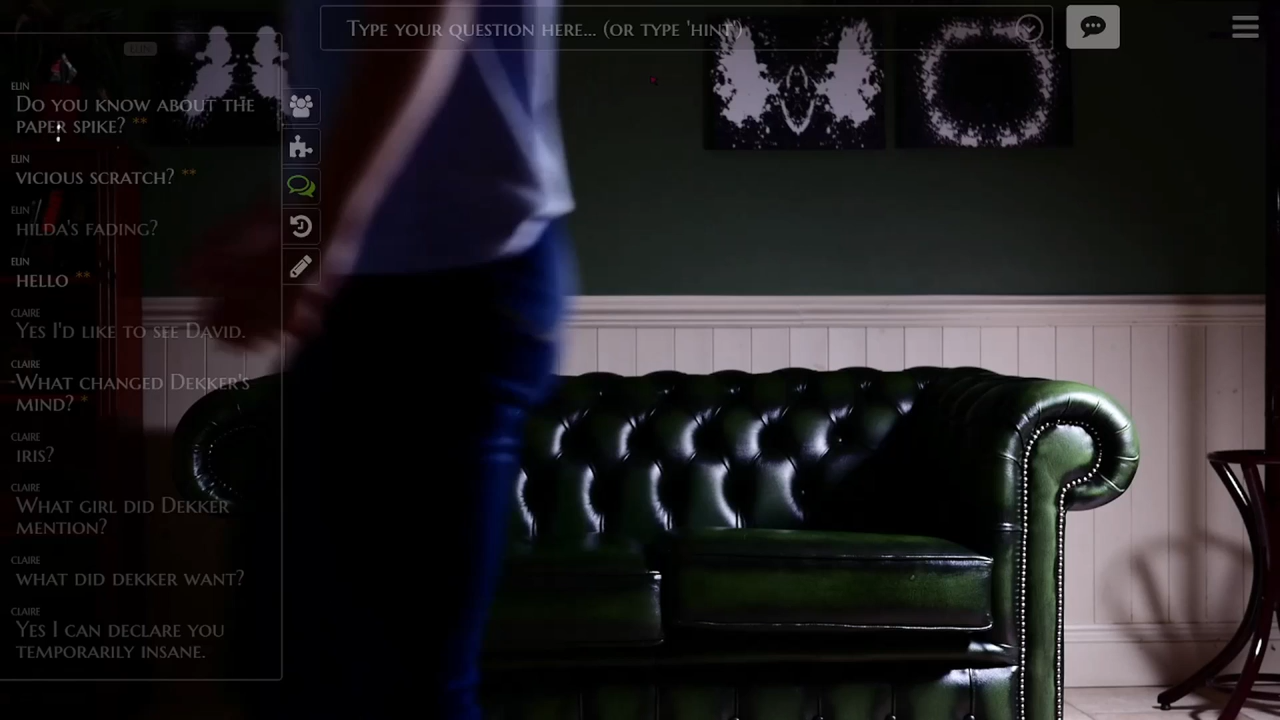 Type your question here... (or type 'hint')
ELIN
ELIN
Do you know about the
paper spike? **
ELIN
vicious scratch? **
ELIN
hilda's fading?
ELIN
hello **
CLAIRE
Yes I'd like to see David.
CLAIRE
What changed Dekker's
mind? *
CLAIRE
iris?
CLAIRE
What girl did Dekker
mention?
CLAIRE
what did dekker want?
CLAIRE
Yes I can declare you
temporarily insane.